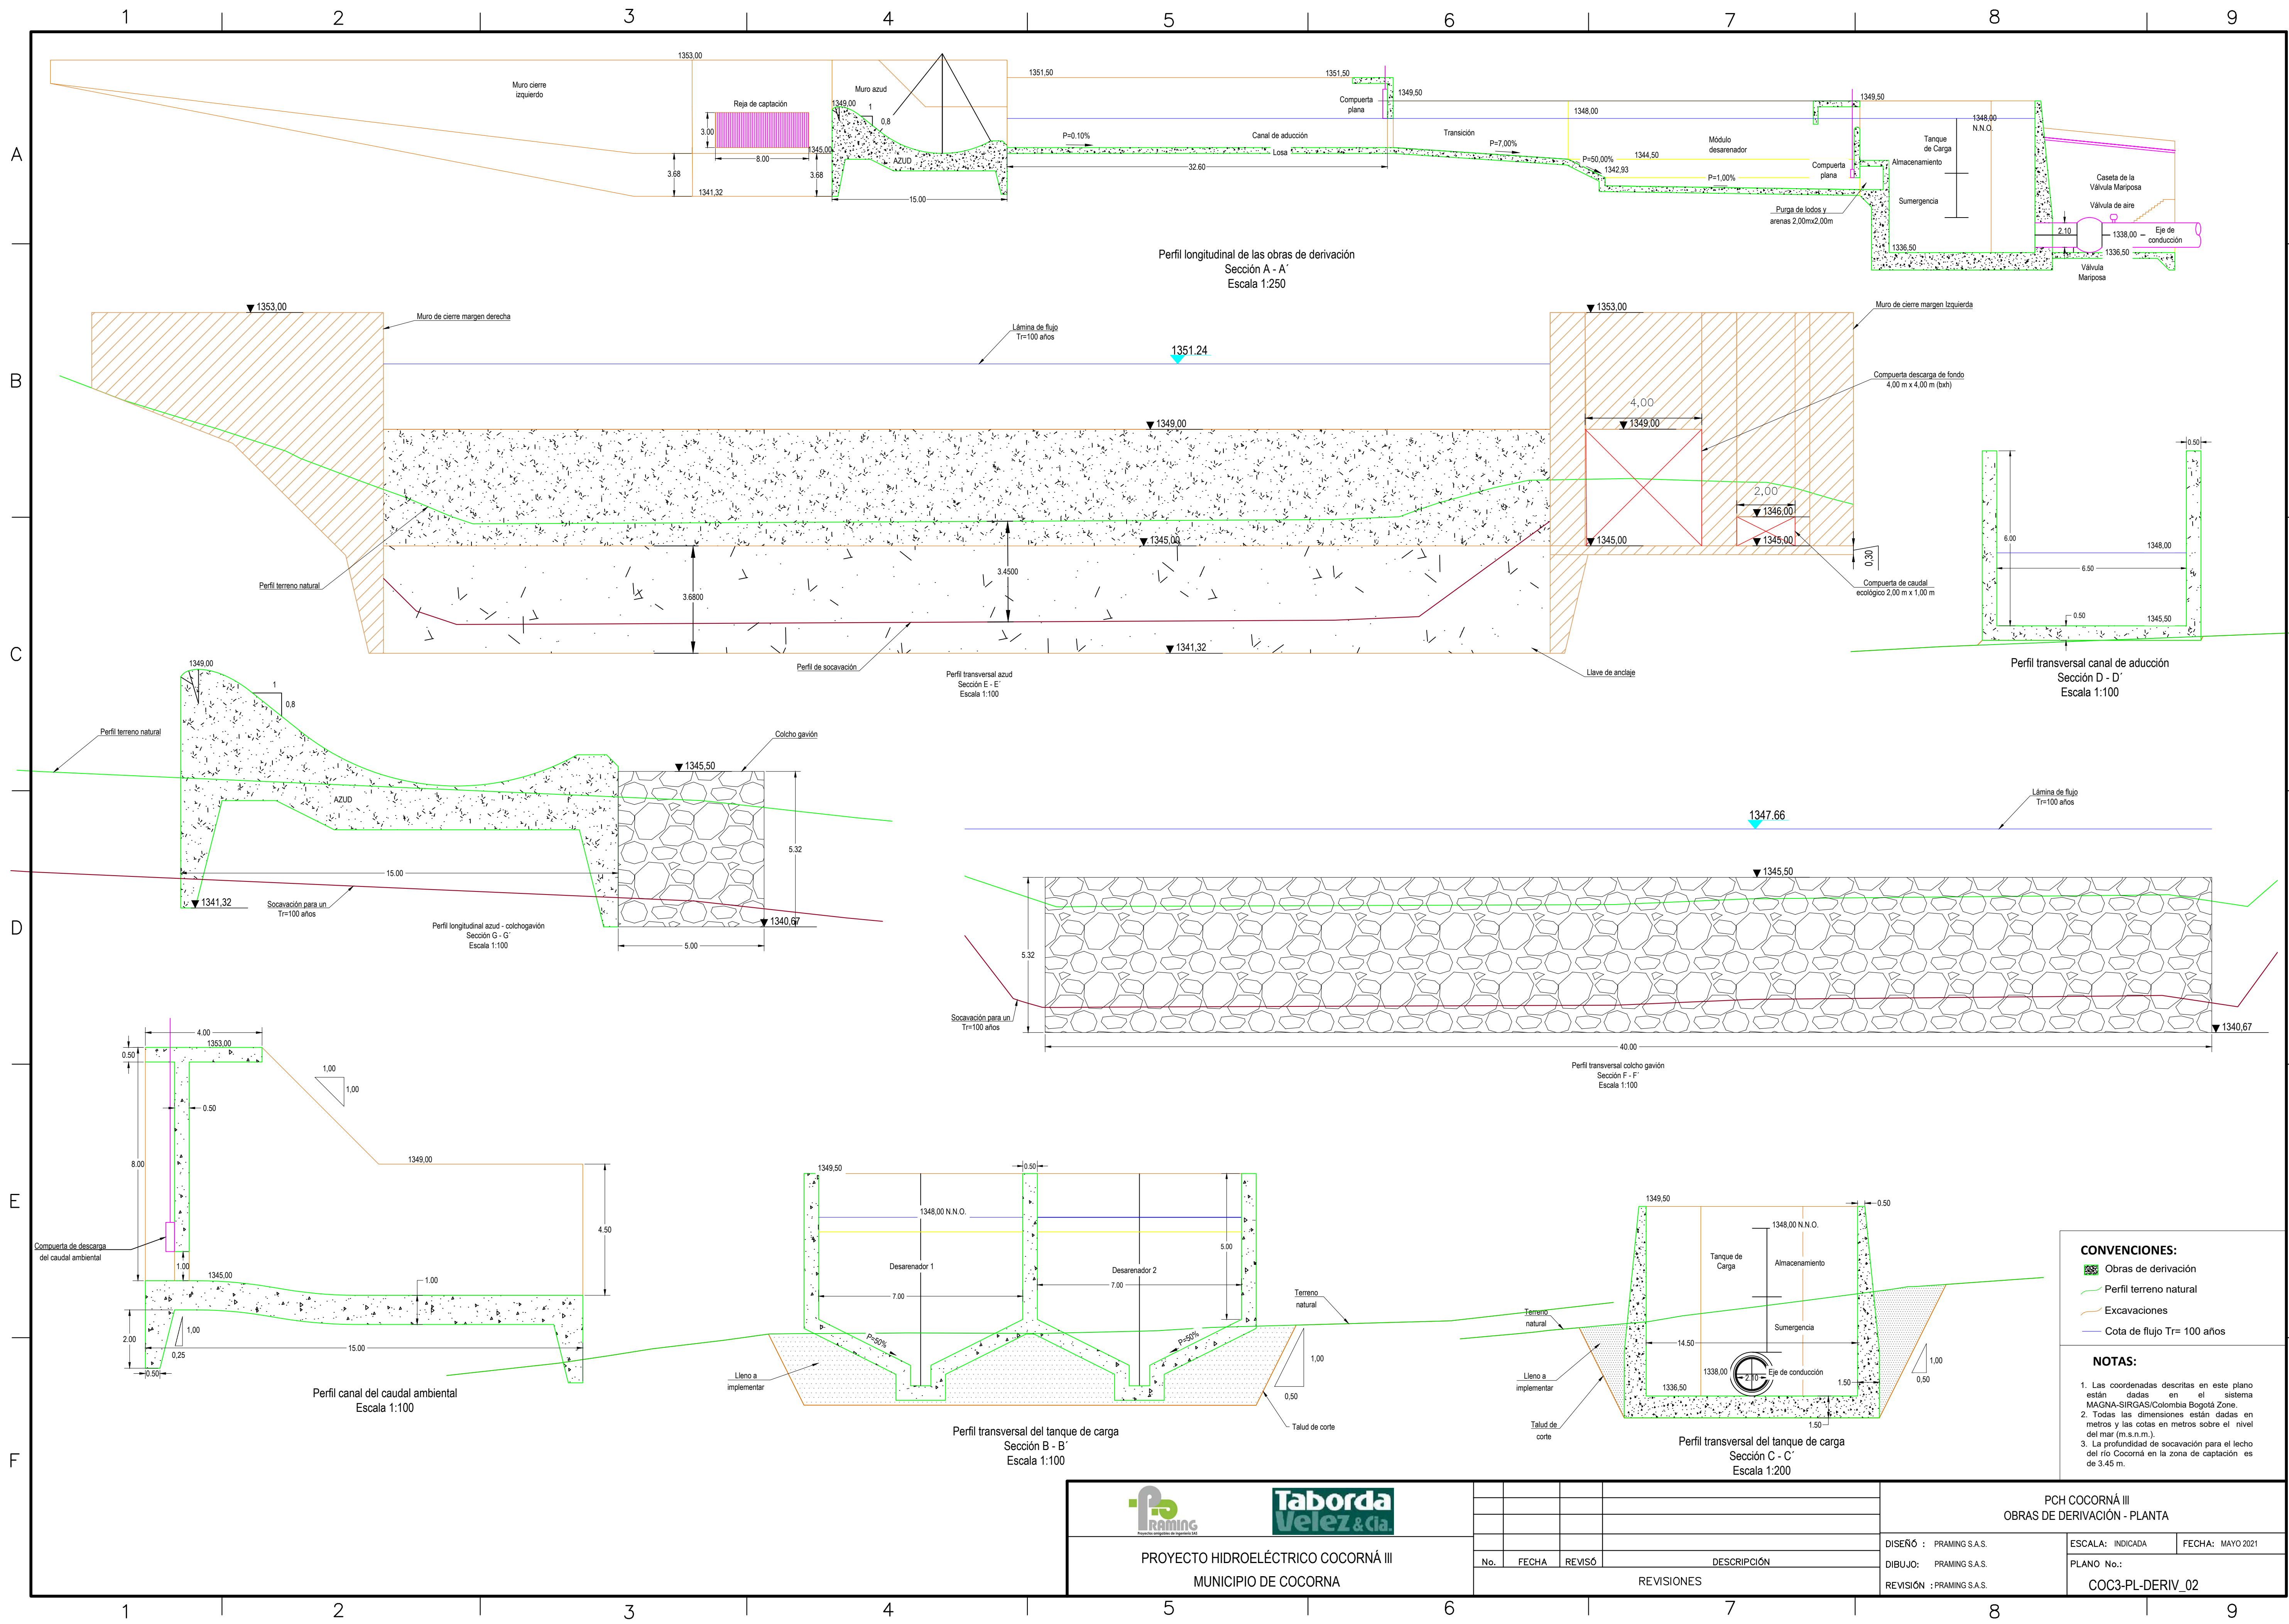 1 2 3 4 5 6 7 8 9
A
B
C
D
E
F
1353,00
Muro cierre
izquierdo
Reja de captación
3.00
8.00
3.68
1341,32
1345,00
3.68
Muro azud
1349,00
1
0,8
AZUD
15.00
1351,50
1351,50
P=0.10%
Canal de aducción
Losa
32.60
Compuerta
plana
1349,50
Transición
P=7,00%
1348,00
P=50,00%
1344,50
1342,93
Módulo
desarenador
P=1,00%
Compuerta
plana
Purga de lodos y
arenas 2,00mx2,00m
1349,50
1348,00
N.N.O.
Tanque
de Carga
Almacenamiento
Sumergencia
1336,50
Caseta de la
Válvula Mariposa
Válvula de aire
2.10
1338,00
Eje de
conducción
1336,50
Válvula
Mariposa
Perfil longitudinal de las obras de derivación
Sección A - A´
Escala 1:250
1353,00
Muro de cierre margen derecha
Lámina de flujo
Tr=100 años
1351.24
1353,00
Muro de cierre margen Izquierda
Compuerta descarga de fondo
4,00 m x 4,00 m (bxh)
4,00
1349,00
1349,00
2,00
1346,00
1345,00
1345,00
1345,00
0,30
Compuerta de caudal
ecológico 2,00 m x 1,00 m
3.4500
3.6800
Perfil terreno natural
Perfil de socavación
1341,32
Llave de anclaje
Perfil transversal azud
Sección E - E´
Escala 1:100
0.50
6.00
1348,00
6.50
0.50
1345,50
Perfil transversal canal de aducción
Sección D - D´
Escala 1:100
1349,00
1
0,8
Perfil terreno natural
Colcho gavión
1345,50
AZUD
5.32
15.00
1341,32
Socavación para un
Tr=100 años
1340,67
5.00
Perfil longitudinal azud - colchogavión
Sección G - G´
Escala 1:100
Lámina de flujo
Tr=100 años
1347.66
1345,50
5.32
Socavación para un
Tr=100 años
1340,67
40.00
Perfil transversal colcho gavión
Sección F - F´
Escala 1:100
4.00
0.50
1353,00
1,00
1,00
0.50
8.00
1349,00
4.50
Compuerta de descarga
del caudal ambiental
1.00
1345,00
1.00
2.00
1,00
0,25
15.00
0.50
Perfil canal del caudal ambiental
Escala 1:100
1349,50
0.50
1348,00 N.N.O.
5.00
Desarenador 1
Desarenador 2
7.00
7.00
P=50%
P=50%
Terreno
natural
Lleno a
implementar
1,00
0,50
Talud de corte
Perfil transversal del tanque de carga
Sección B - B´
Escala 1:100
1349,50
0.50
1348,00 N.N.O.
Tanque de
Carga
Almacenamiento
Terreno
natural
Sumergencia
14.50
1338,00
2.10
Eje de conducción
1336,50
1.50
1,00
0,50
Lleno a
implementar
Talud de
corte
1.50
Perfil transversal del tanque de carga
Sección C - C´
Escala 1:200
CONVENCIONES:
Obras de derivación
Perfil terreno natural
Excavaciones
Cota de flujo Tr= 100 años
NOTAS:
1. Las coordenadas descritas en este plano
están dadas en el sistema
MAGNA-SIRGAS/Colombia Bogotá Zone.
2. Todas las dimensiones están dadas en
metros y las cotas en metros sobre el nivel
del mar (m.s.n.m.).
3. La profundidad de socavación para el lecho
del río Cocorná en la zona de captación es
de 3.45 m.
PRAMING
Proyectos amigables de Ingeniería SAS
Taborda
Velez & Cia.
PROYECTO HIDROELÉCTRICO COCORNÁ III
MUNICIPIO DE COCORNA
No. FECHA REVISÓ DESCRIPCIÓN
REVISIONES
PCH COCORNÁ III
OBRAS DE DERIVACIÓN - PLANTA
DISEÑÓ : PRAMING S.A.S.
DIBUJO: PRAMING S.A.S.
REVISIÓN : PRAMING S.A.S.
ESCALA: INDICADA
FECHA: MAYO 2021
PLANO No.:
COC3-PL-DERIV_02
1 2 3 4 5 6 7 8 9